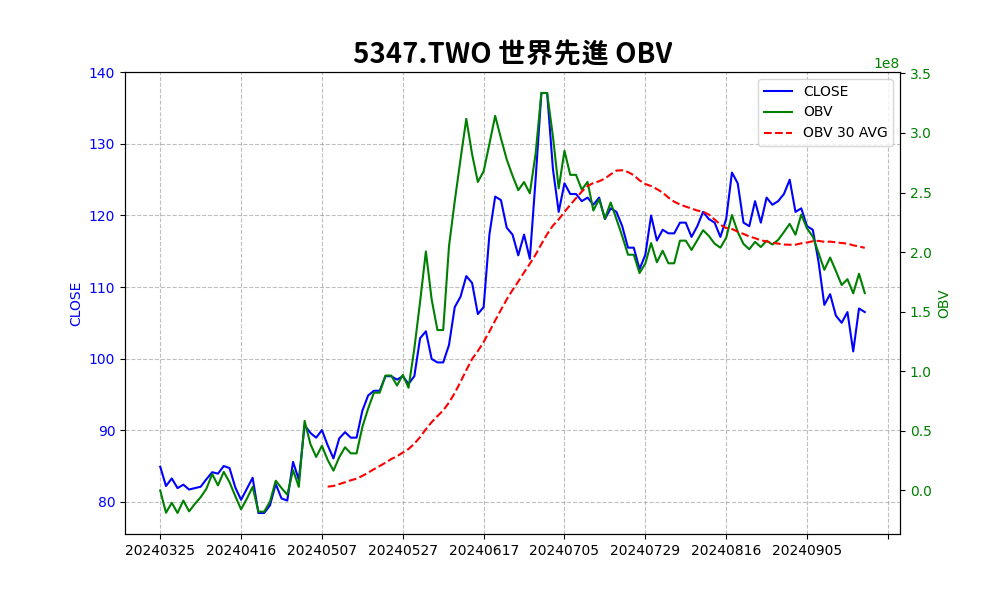 5347.TWO 世界先進 OBV
1e8
CLOSE
OBV
OBV 30 AVG
CLOSE
140
130
120
110
100
90
80
3.5
3.0
2.5
2.0
1.5
1.0
0.5
0.0
OBV
20240325 20240416 20240507 20240527 20240617 20240705 20240729 20240816 20240905